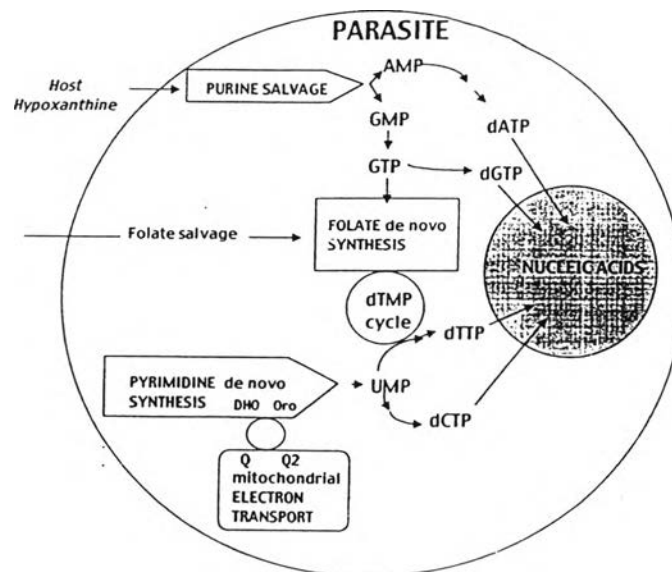 PARASITE
Host
Hypoxanthine
PURINE SALVAGE
AMP
GMP
dATP
GTP
dGTP
Folate salvage
FOLATE de novo
SYNTHESIS
NUCLEIC ACIDS
dTMP
cycle
dTTP
PYRIMIDINE de novo
SYNTHESIS DHO Oro
UMP
dCTP
Q Q2
mitochondrial
ELECTRON
TRANSPORT